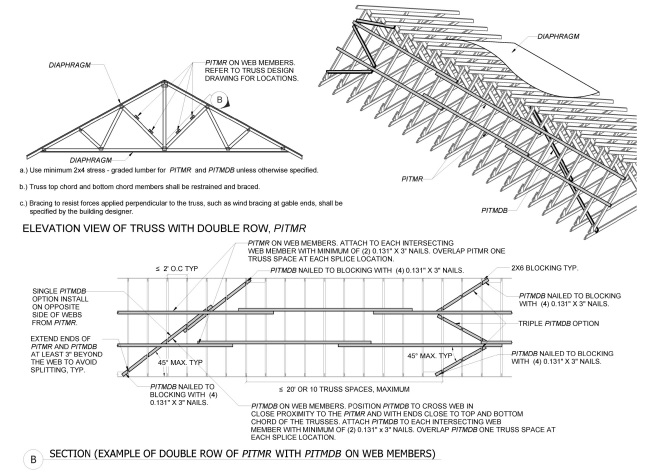 DIAPHRAGM
PITMR ON WEB MEMBERS.
REFER TO TRUSS DESIGN
DRAWING FOR LOCATIONS.
B
DIAPHRAGM
DIAPHRAGM
PITMR
PITMDB
a.) Use minimum 2x4 stress - graded lumber for PITMR and PITMDB unless otherwise specified.
b.) Truss top chord and bottom chord members shall be restrained and braced.
c.) Bracing to resist forces applied perpendicular to the truss, such as wind bracing at gable ends, shall be
specified by the building designer.
ELEVATION VIEW OF TRUSS WITH DOUBLE ROW, PITMR
PITMR ON WEB MEMBERS. ATTACH TO EACH INTERSECTING
WEB MEMBER WITH MINIMUM OF (2) 0.131" X 3" NAILS. OVERLAP PITMR ONE
TRUSS SPACE AT EACH SPLICE LOCATION.
≤ 2' O.C TYP
PITMDB NAILED TO BLOCKING WITH (4) 0.131" X 3" NAILS.
2X6 BLOCKING TYP.
SINGLE PITMDB
OPTION INSTALL
ON OPPOSITE
SIDE OF WEBS
FROM PITMR.
PITMDB NAILED TO BLOCKING
WITH (4) 0.131" X 3" NAILS.
TRIPLE PITMDB OPTION
EXTEND ENDS OF
PITMR AND PITMDB
AT LEAST 3" BEYOND
THE WEB TO AVOID
SPLITTING, TYP.
45° MAX. TYP
45° MAX. TYP
PITMDB NAILED TO BLOCKING
WITH (4) 0.131" X 3" NAILS.
PITMDB NAILED TO
BLOCKING WITH (4)
0.131" X 3" NAILS.
≤ 20' OR 10 TRUSS SPACES, MAXIMUM
PITMDB ON WEB MEMBERS. POSITION PITMDB TO CROSS WEB IN
CLOSE PROXIMITY TO THE PITMR AND WITH ENDS CLOSE TO TOP AND BOTTOM
CHORD OF THE TRUSSES. ATTACH PITMDB TO EACH INTERSECTING WEB
MEMBER WITH MINIMUM OF (2) 0.131" x 3" NAILS. OVERLAP PITMDB ONE TRUSS SPACE AT
EACH SPLICE LOCATION.
B SECTION (EXAMPLE OF DOUBLE ROW OF PITMR WITH PITMDB ON WEB MEMBERS)